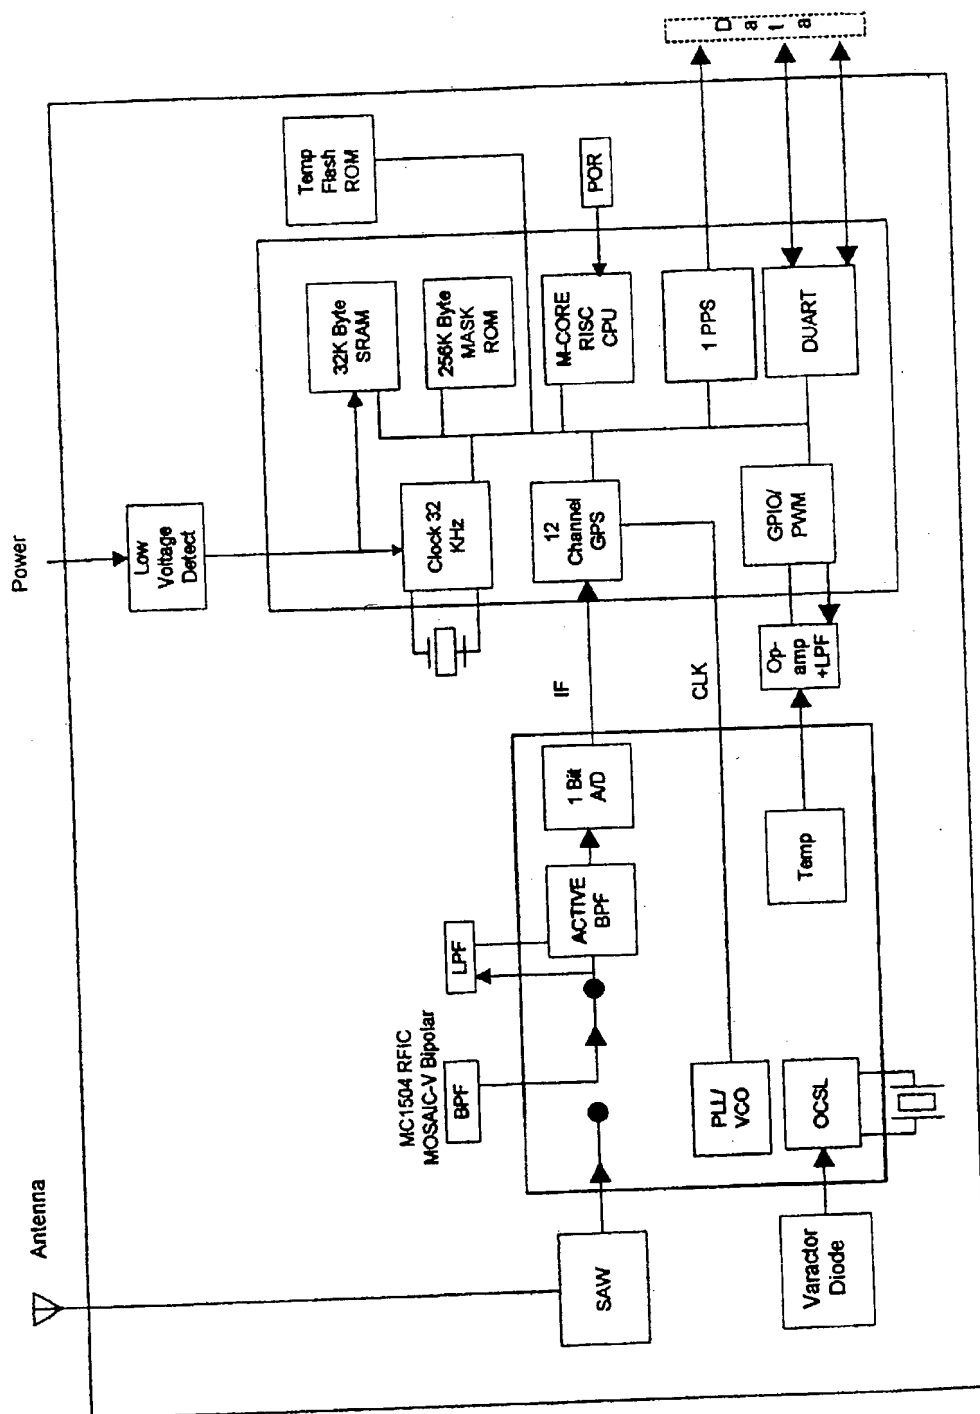 Antenna
Power
Low
Voltage
Detect
Temp
Flash
ROM
32K Byte
SRAM
Clock 32
KHz
256K Byte
MASK
ROM
MC1504 RFIC
MOSAIC-V Bipolar
BPF
LPF
SAW
ACTIVE
BPF
1 Bit
A/D
IF
12
Channel
GPS
M-CORE
RISC
CPU
POR
PLL/
VCO
CLK
1 PPS
Varactor
Diode
OCSL
Temp
Op-
amp
+LPF
GPIO/
PWM
DUART
D
a
t
a